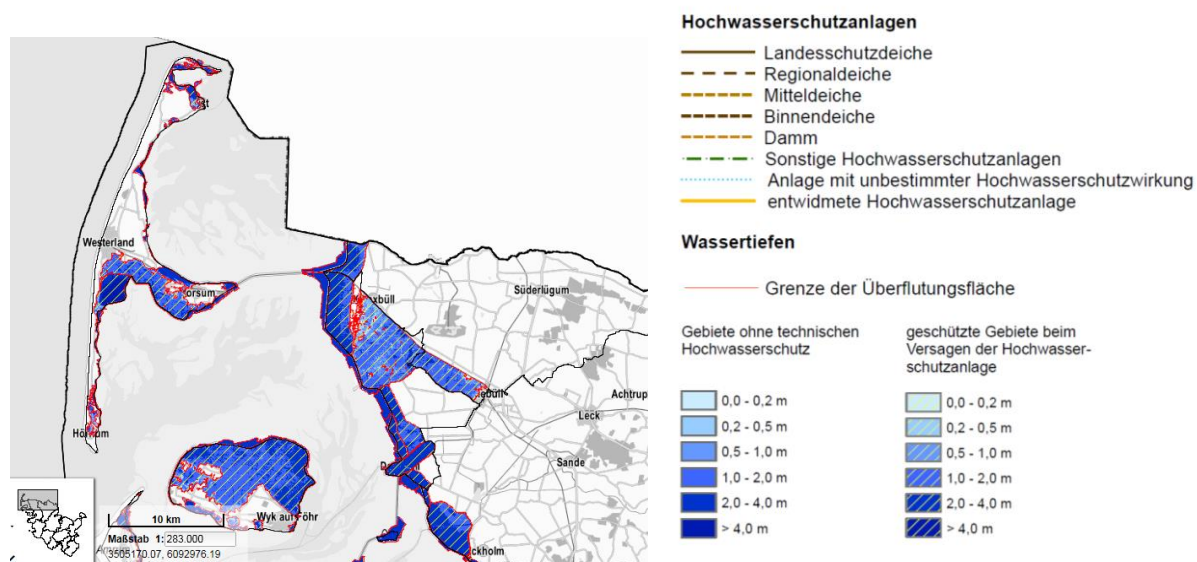 Westerland
orsum
xbüll
Süderlügum
ebüll
Leck
Achtrup
Sande
Wyk auf Föhr
ckholm
10 km
Maßstab 1: 283.000
3505170.07, 6092976.19
Hochwasserschutzanlagen
Landesschutzdeiche
Regionaldeiche
Mitteldeiche
Binnendeiche
Damm
Sonstige Hochwasserschutzanlagen
Anlage mit unbestimmter Hochwasserschutzwirkung
entwidmete Hochwasserschutzanlage
Wassertiefen
Grenze der Überflutungsfläche
Gebiete ohne technischen
Hochwasserschutz
0,0 - 0,2 m
0,2 - 0,5 m
0,5 - 1,0 m
1,0 - 2,0 m
2,0 - 4,0 m
> 4,0 m
geschützte Gebiete beim
Versagen der Hochwasser-
schutzanlage
0,0 - 0,2 m
0,2 - 0,5 m
0,5 - 1,0 m
1,0 - 2,0 m
2,0 - 4,0 m
> 4,0 m